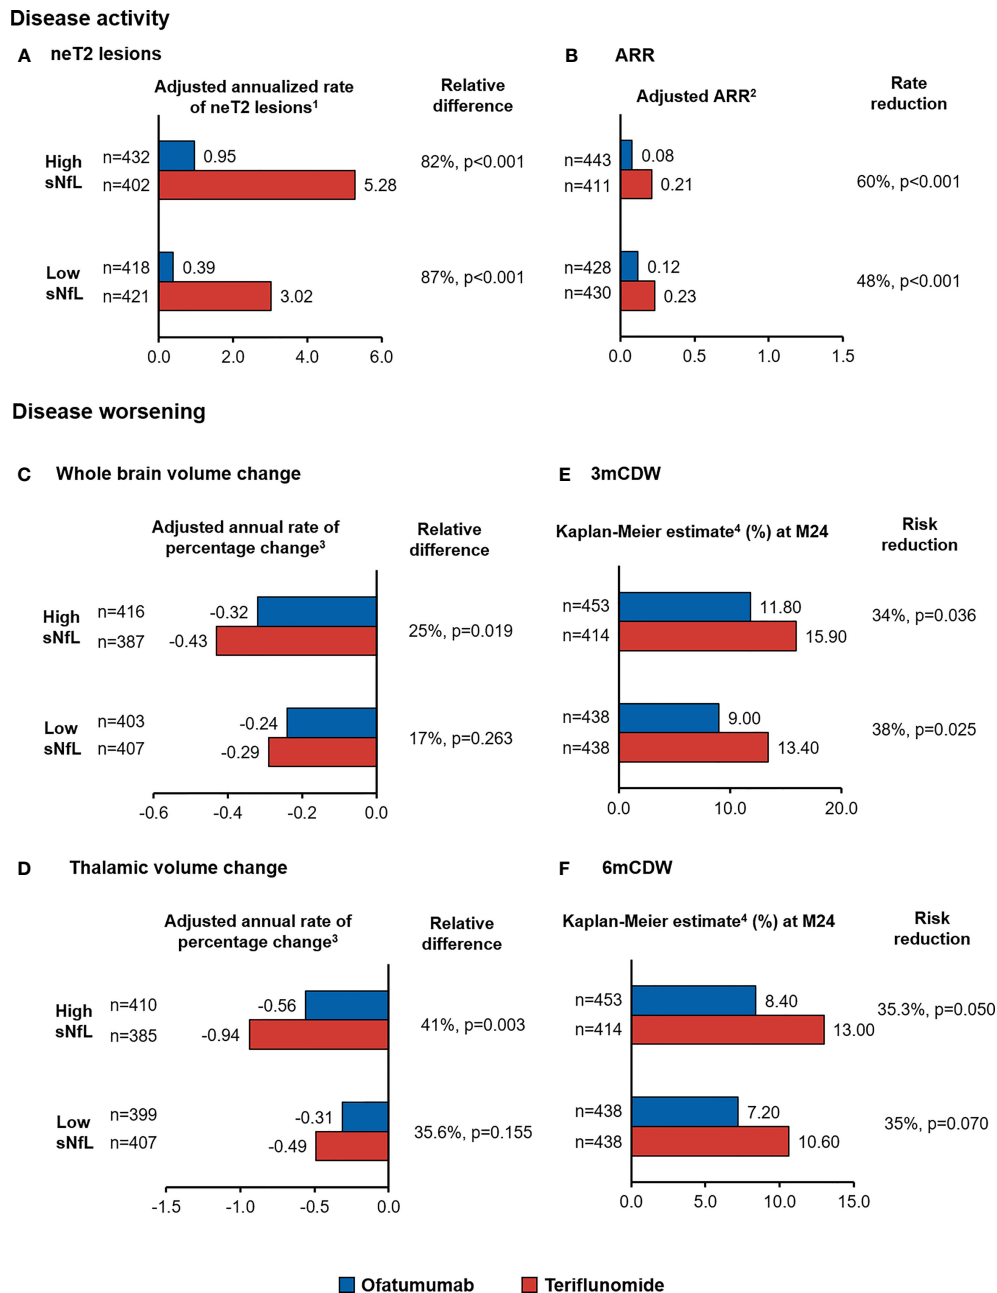 Disease activity
A neT2 lesions
Adjusted annualized rate
of neT2 lesions¹
Relative
difference
High
sNfL
n=432
n=402
0.95
5.28
82%, p<0.001
Low
sNfL
n=418
n=421
0.39
3.02
87%, p<0.001
0.0 2.0 4.0 6.0
B ARR
Adjusted ARR²
Rate
reduction
n=443
n=411
0.08
0.21
60%, p<0.001
n=428
n=430
0.12
0.23
48%, p<0.001
0.0 0.5 1.0 1.5
Disease worsening
C Whole brain volume change
Adjusted annual rate of
percentage change³
Relative
difference
High
sNfL
n=416
n=387
-0.32
-0.43
25%, p=0.019
Low
sNfL
n=403
n=407
-0.24
-0.29
17%, p=0.263
-0.6 -0.4 -0.2 0.0
E 3mCDW
Kaplan-Meier estimate⁴ (%) at M24
Risk
reduction
n=453
n=414
11.80
15.90
34%, p=0.036
n=438
n=438
9.00
13.40
38%, p=0.025
0.0 10.0 20.0
D Thalamic volume change
Adjusted annual rate of
percentage change³
Relative
difference
High
sNfL
n=410
n=385
-0.56
-0.94
41%, p=0.003
Low
sNfL
n=399
n=407
-0.31
-0.49
35.6%, p=0.155
-1.5 -1.0 -0.5 0.0
F 6mCDW
Kaplan-Meier estimate⁴ (%) at M24
Risk
reduction
n=453
n=414
8.40
13.00
35.3%, p=0.050
n=438
n=438
7.20
10.60
35%, p=0.070
0.0 5.0 10.0 15.0
Ofatumumab Teriflunomide